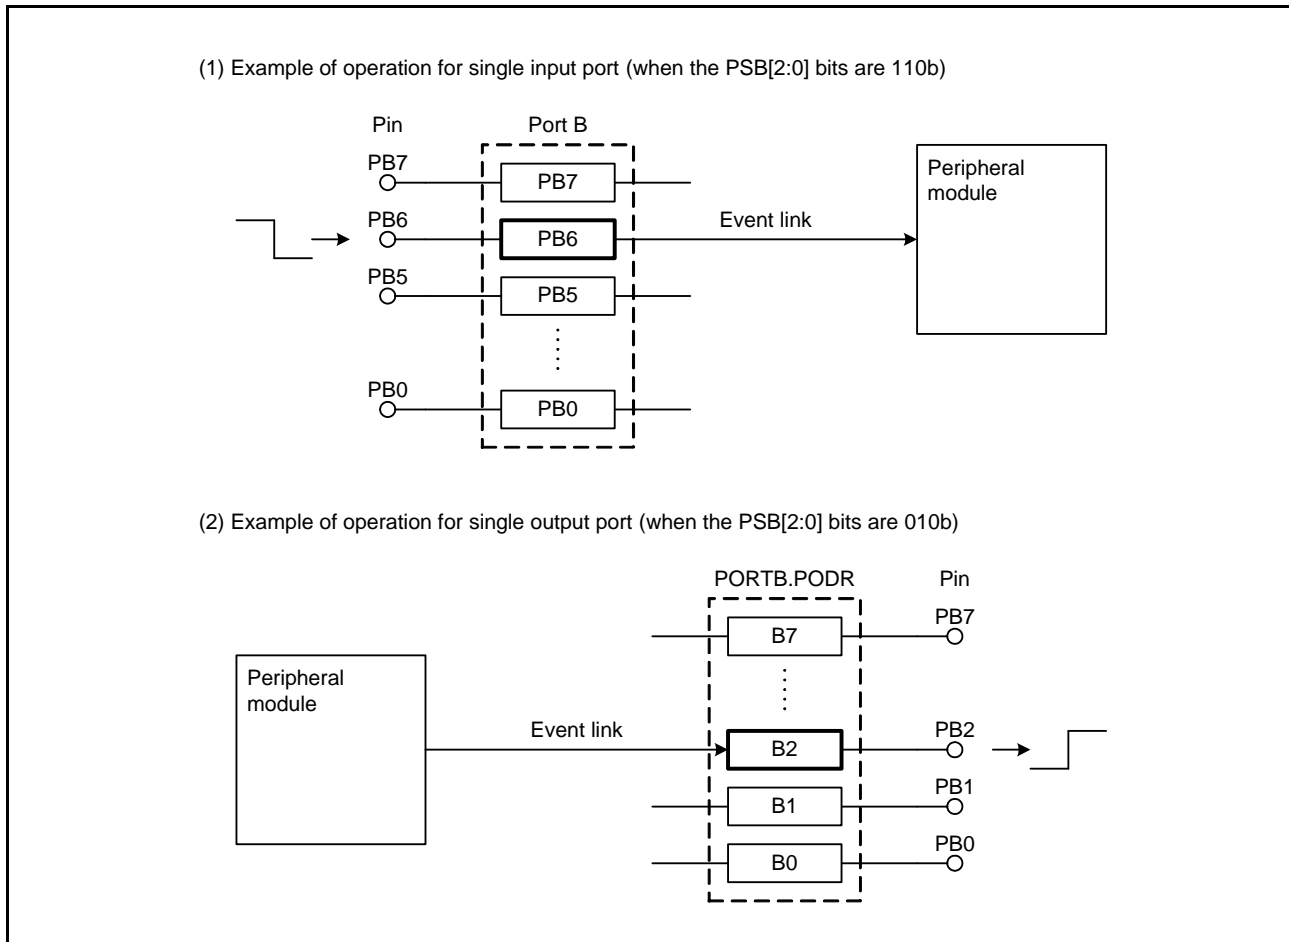 (1) Example of operation for single input port (when the PSB[2:0] bits are 110b)
Pin
Port B
PB7
PB7
Peripheral
module
PB6
PB6
Event link
PB5
PB5
PB0
PB0
(2) Example of operation for single output port (when the PSB[2:0] bits are 010b)
PORTB.PODR
Pin
B7
PB7
Peripheral
module
Event link
B2
PB2
B1
PB1
B0
PB0